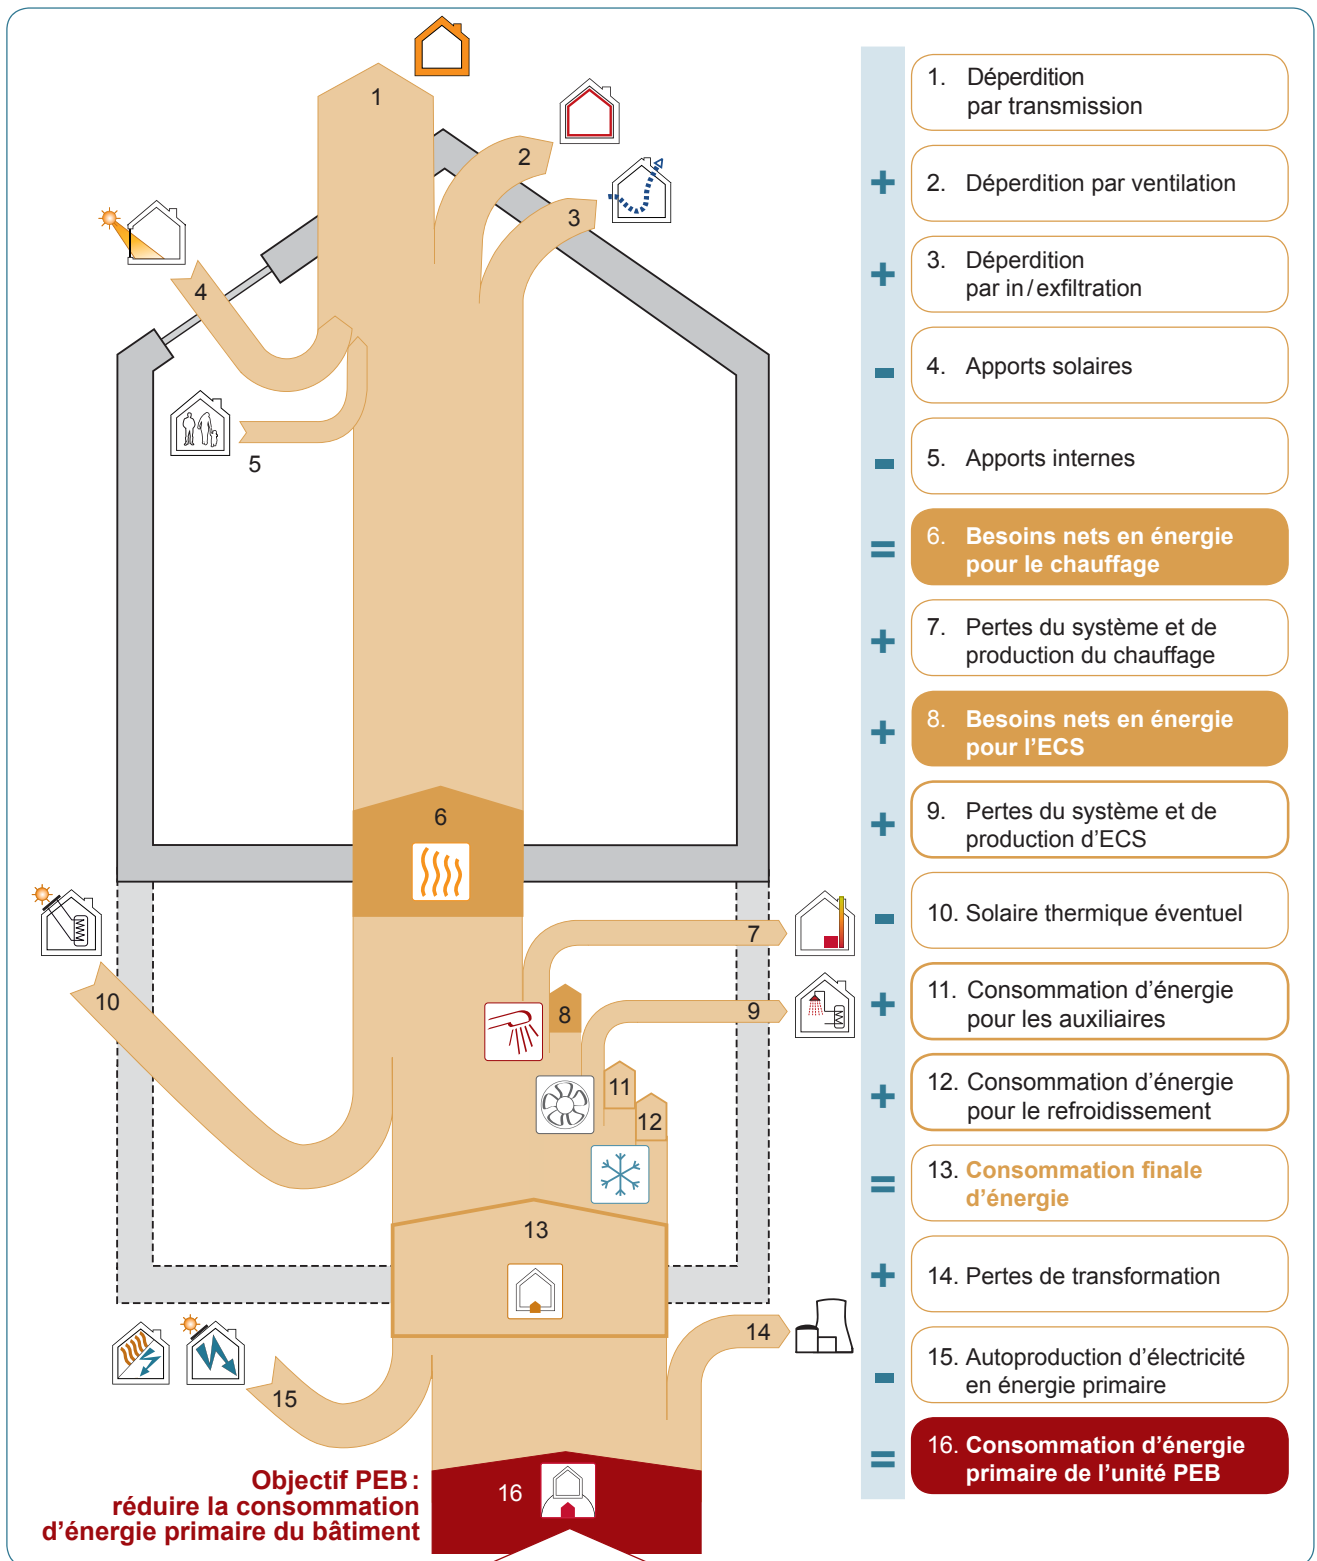 1
2
3
4
5
6
7
8
9
10
11
12
13
14
15
16
Objectif PEB :
réduire la consommation
d'énergie primaire du bâtiment
1. Déperdition
par transmission
+
2. Déperdition par ventilation
+
3. Déperdition
par in / exfiltration
-
4. Apports solaires
-
5. Apports internes
=
6. Besoins nets en énergie
pour le chauffage
+
7. Pertes du système et de
production du chauffage
+
8. Besoins nets en énergie
pour l'ECS
+
9. Pertes du système et de
production d'ECS
-
10. Solaire thermique éventuel
+
11. Consommation d'énergie
pour les auxiliaires
+
12. Consommation d'énergie
pour le refroidissement
=
13. Consommation finale
d'énergie
+
14. Pertes de transformation
-
15. Autoproduction d'électricité
en énergie primaire
=
16. Consommation d'énergie
primaire de l'unité PEB